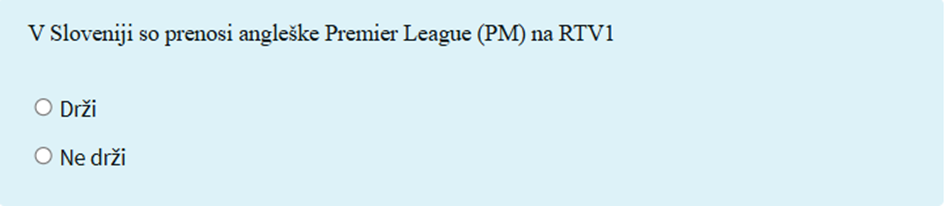 V Sloveniji so prenosi angleške Premier League (PM) na RTV1
Drži
Ne drži